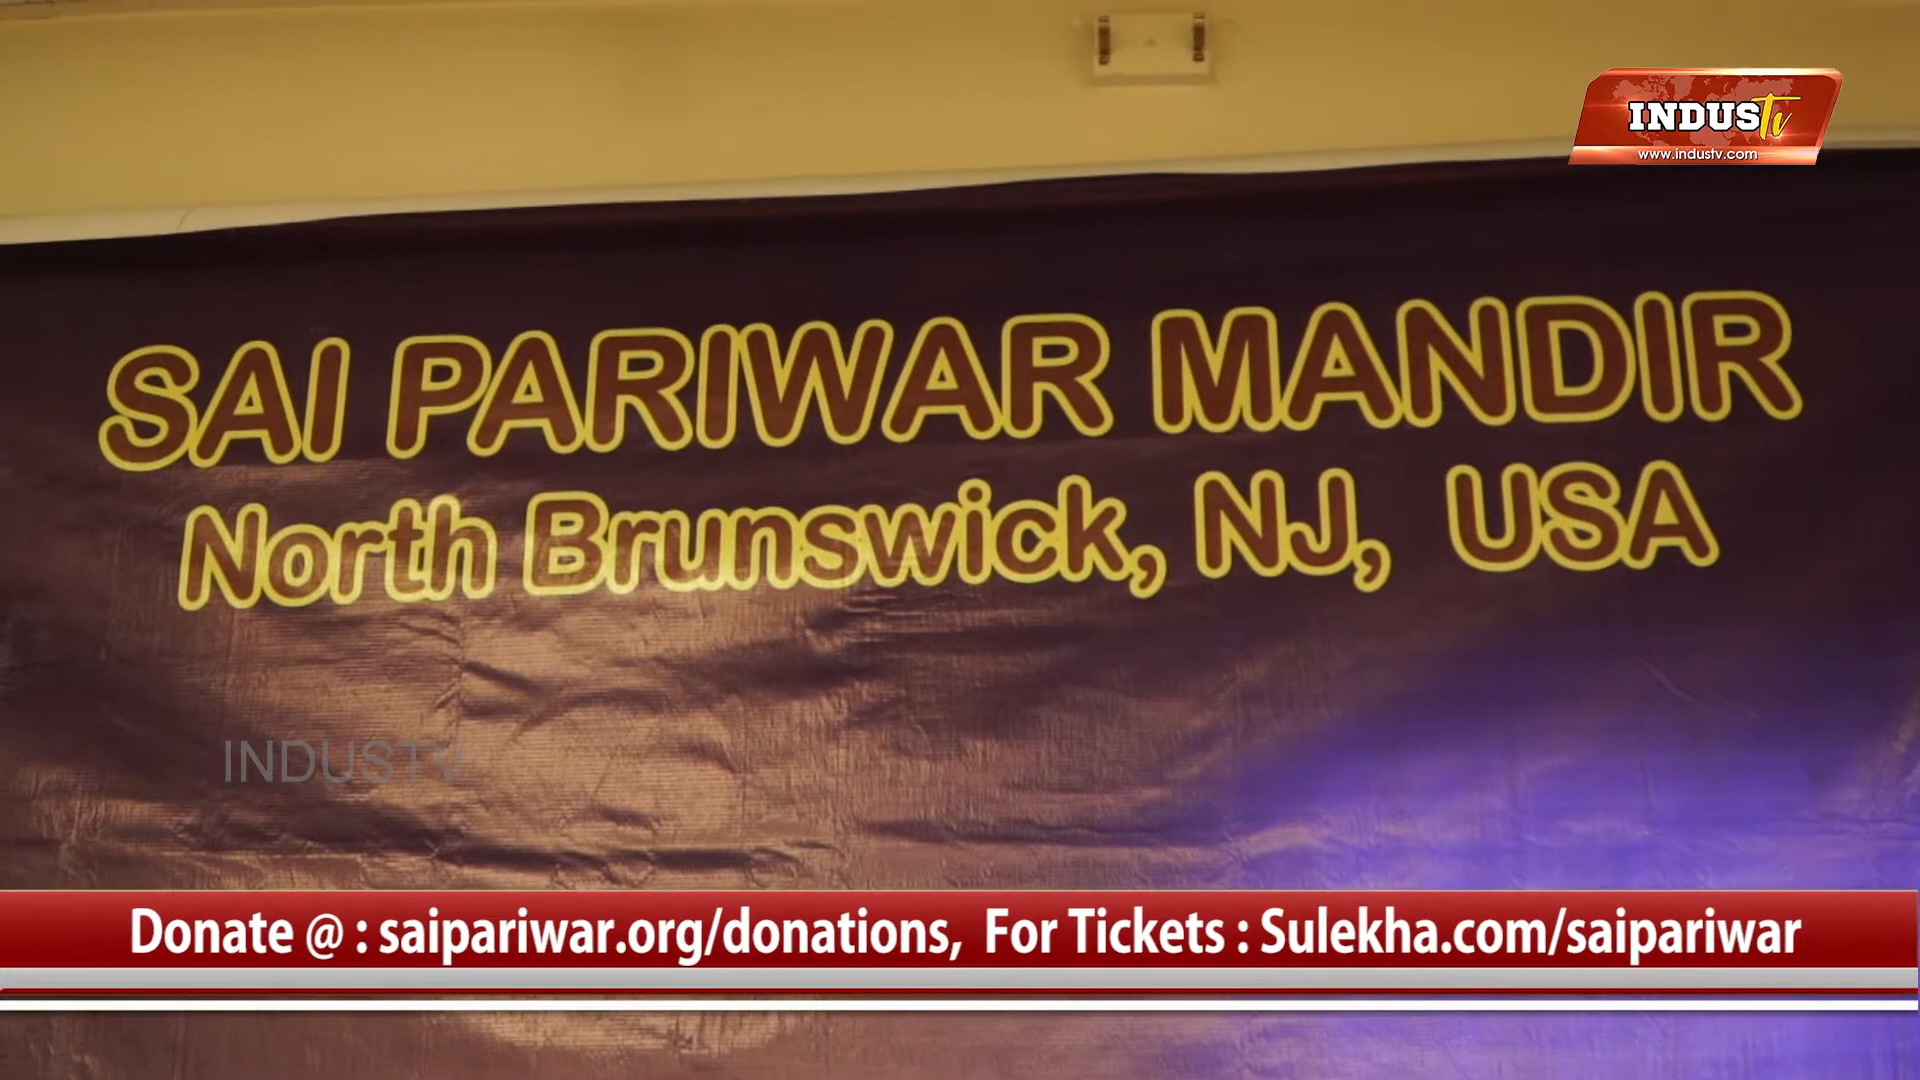 INDUSTv
www.industv.com
SAI PARIWAR MANDIR
North Brunswick, NJ, USA
INDUSTV
Donate @ : saipariwar.org/donations, For Tickets : Sulekha.com/saipariwar